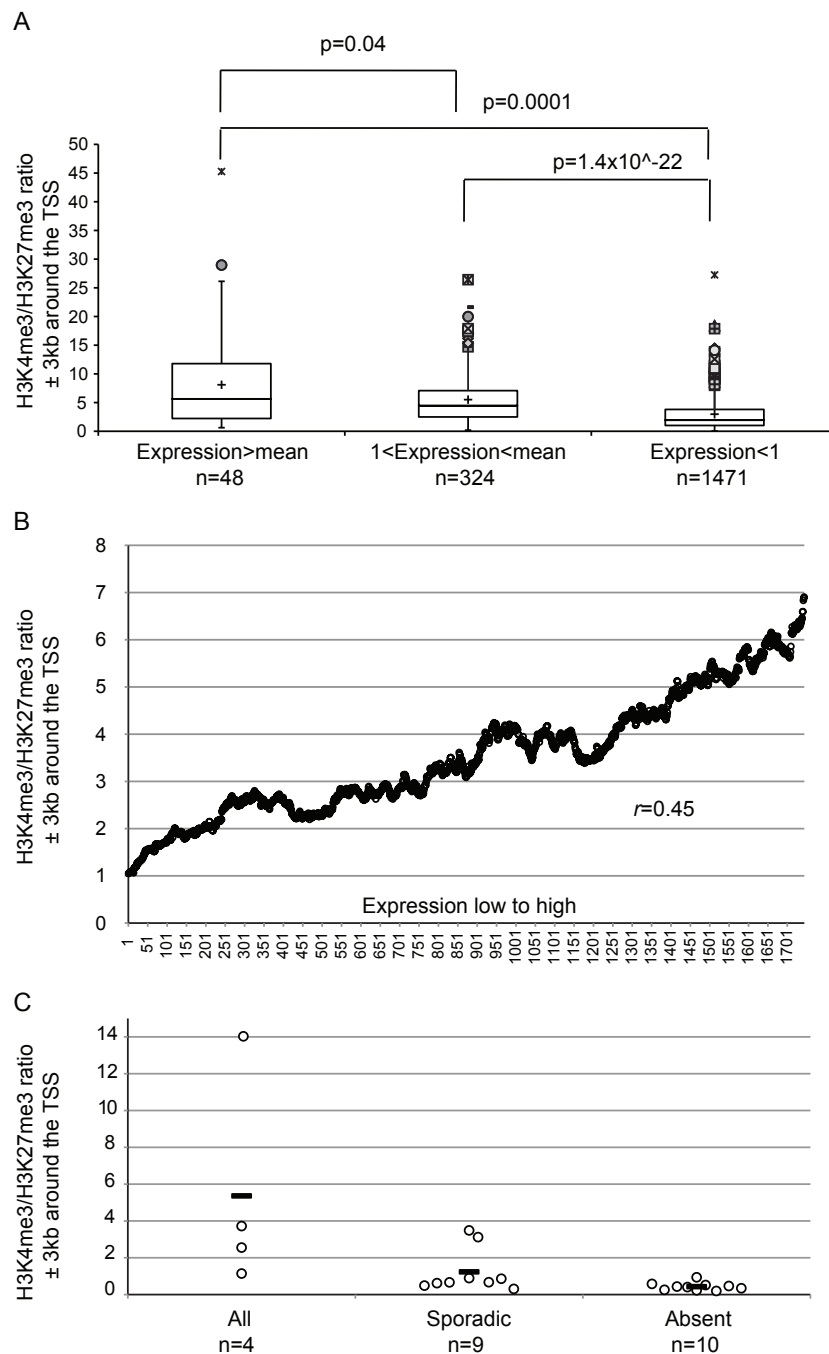 A
p=0.04
p=0.0001
p=1.4x10^-22
H3K4me3/H3K27me3 ratio
± 3kb around the TSS
50
45
40
35
30
25
20
15
10
5
0
Expression>mean
n=48
1<Expression<mean
n=324
Expression<1
n=1471
B
H3K4me3/H3K27me3 ratio
± 3kb around the TSS
8
7
6
5
4
3
2
1
0
r=0.45
Expression low to high
1 51 101 151 201 251 301 351 401 451 501 551 601 651 701 751 801 851 901 951 1001 1051 1101 1151 1201 1251 1301 1351 1401 1451 1501 1551 1601 1651 1701
C
H3K4me3/H3K27me3 ratio
± 3kb around the TSS
14
12
10
8
6
4
2
0
All
n=4
Sporadic
n=9
Absent
n=10